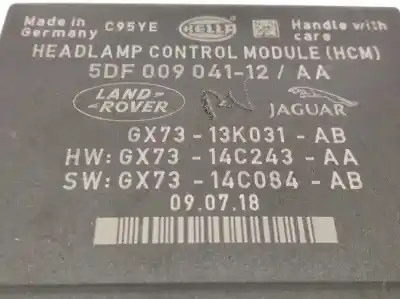 Made in Germany C95YE HELLA Handle with care
HEADLAMP CONTROL MODULE (HCM)
5DF 009 041-12 / AA
LAND ROVER JAGUAR
GX73-13K031-AB
HW: GX73-14C243-AA
SW: GX73-14C084-AB
09.07.18